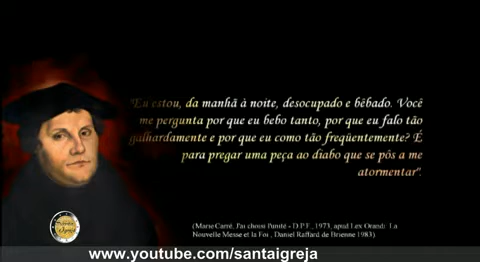 "Eu estou, da manhã à noite, desocupado e bêbado. Você
me pergunta por que eu bebo tanto, por que eu falo tão
galhardamente e por que eu como tão freqüentemente? É
para pregar uma peça ao diabo que se pôs a me
atormentar".
(Marie Carré, J'ai choisi l'unité - D.P.F., 1973, apud Lex Orandi: La
Nouvelle Messe et la Foi, Daniel Raffard de Brienne 1983)
www.youtube.com/santaigreja